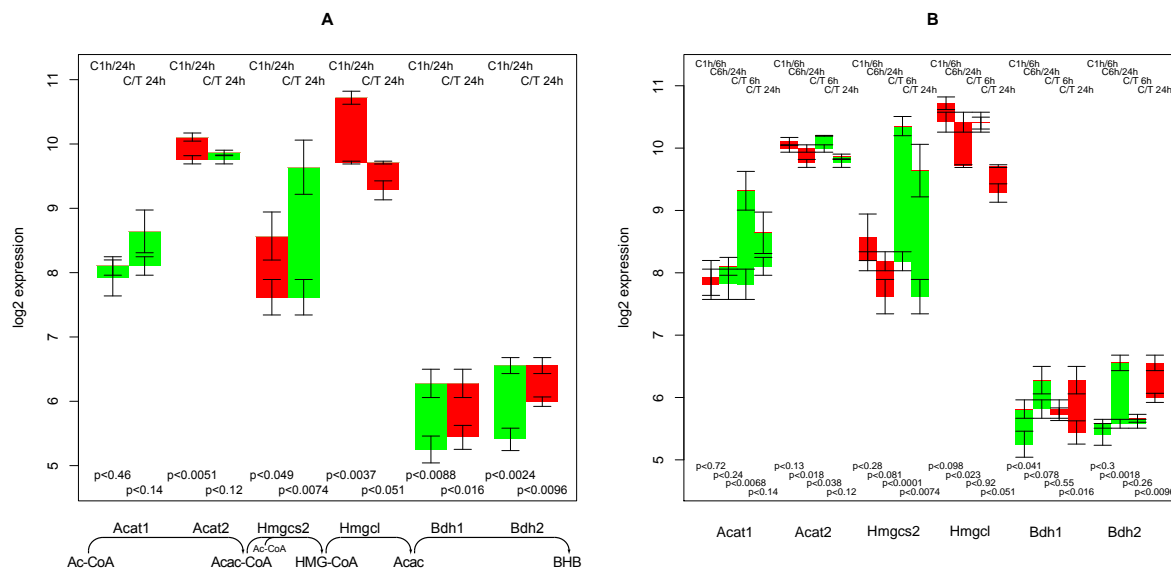 A
C1h/24h C1h/24h C1h/24h C1h/24h C1h/24h C1h/24h
C/T 24h C/T 24h C/T 24h C/T 24h C/T 24h C/T 24h
11
10
9
8
7
6
5
log2 expression
p<0.46 p<0.0051 p<0.049 p<0.0037 p<0.0088 p<0.0024
p<0.14 p<0.12 p<0.0074 p<0.051 p<0.016 p<0.0096
Acat1 Acat2 Hmgcs2 Hmgcl Bdh1 Bdh2
Ac-CoA
Ac-CoA Acac-CoA HMG-CoA Acac BHB
B
C1h/6h C1h/6h C1h/6h C1h/6h C1h/6h C1h/6h
C6h/24h C6h/24h C6h/24h C6h/24h C6h/24h C6h/24h
C/T 6h C/T 6h C/T 6h C/T 6h C/T 6h C/T 6h
C/T 24h C/T 24h C/T 24h C/T 24h C/T 24h C/T 24h
11
10
9
8
7
6
5
log2 expression
p<0.72 p<0.13 p<0.28 p<0.098 p<0.041 p<0.3
p<0.24 p<0.018 p<0.081 p<0.023 p<0.078 p<0.0018
p<0.0068 p<0.038 p<0.0001 p<0.92 p<0.55 p<0.26
p<0.14 p<0.12 p<0.0074 p<0.051 p<0.016 p<0.0096
Acat1 Acat2 Hmgcs2 Hmgcl Bdh1 Bdh2